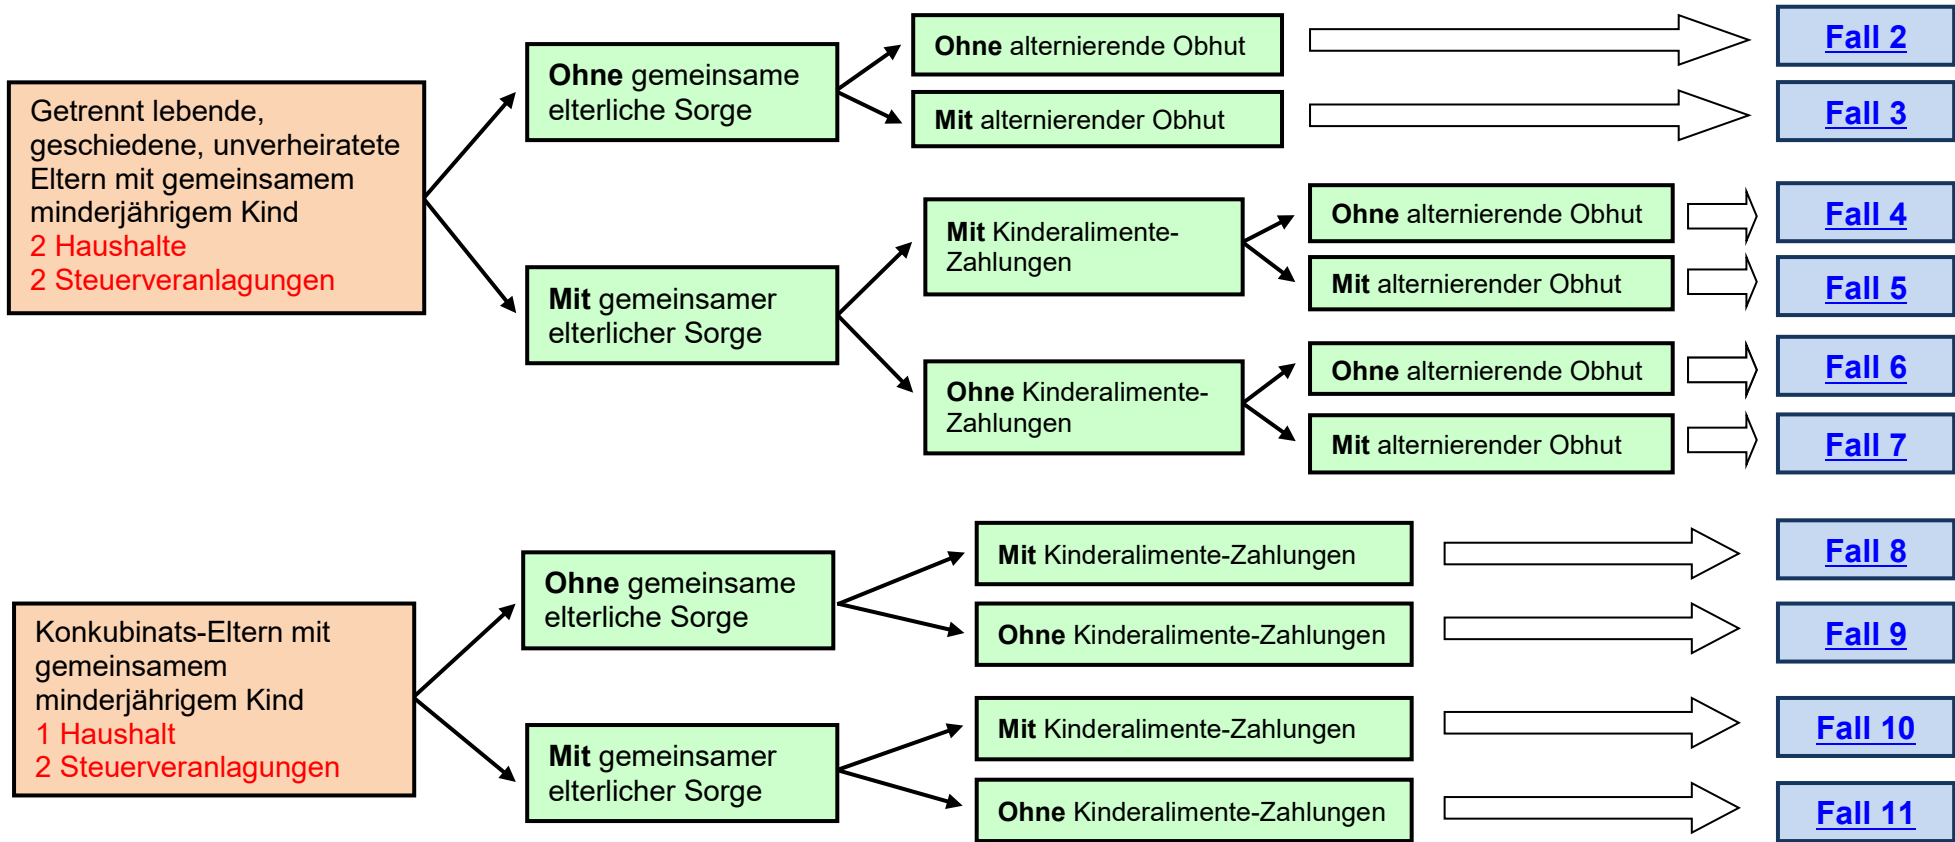 Getrennt lebende,
geschiedene, unverheiratete
Eltern mit gemeinsamem
minderjährigem Kind
2 Haushalte
2 Steuerveranlagungen
Ohne gemeinsame
elterliche Sorge
Ohne alternierende Obhut
Fall 2
Mit alternierender Obhut
Fall 3
Mit gemeinsamer
elterlicher Sorge
Mit Kinderalimente-
Zahlungen
Ohne alternierende Obhut
Fall 4
Mit alternierender Obhut
Fall 5
Ohne Kinderalimente-
Zahlungen
Ohne alternierende Obhut
Fall 6
Mit alternierender Obhut
Fall 7
Konkubinats-Eltern mit
gemeinsamem
minderjährigem Kind
1 Haushalt
2 Steuerveranlagungen
Ohne gemeinsame
elterliche Sorge
Mit Kinderalimente-Zahlungen
Fall 8
Ohne Kinderalimente-Zahlungen
Fall 9
Mit gemeinsamer
elterlicher Sorge
Mit Kinderalimente-Zahlungen
Fall 10
Ohne Kinderalimente-Zahlungen
Fall 11